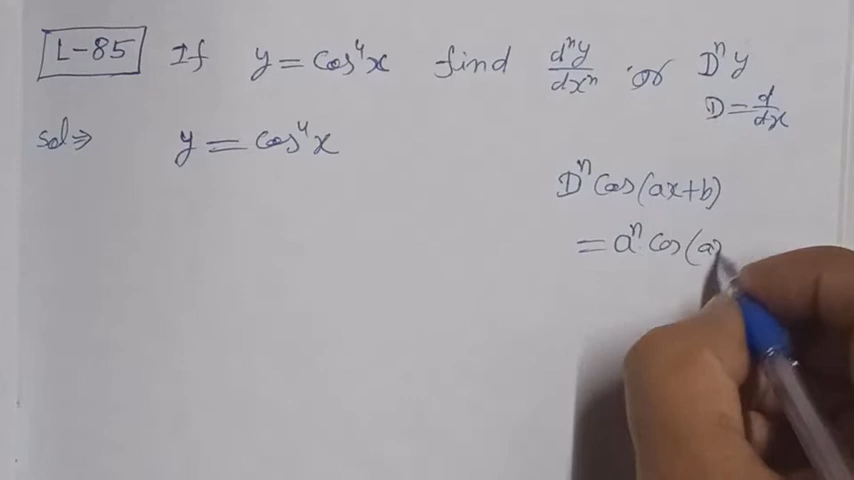 L-85 If y = cos⁴x find dⁿy/dxⁿ or Dⁿy
D = d/dx
Sol ⇒ y = cos⁴x
Dⁿ cos(ax+b)
= aⁿ cos(a